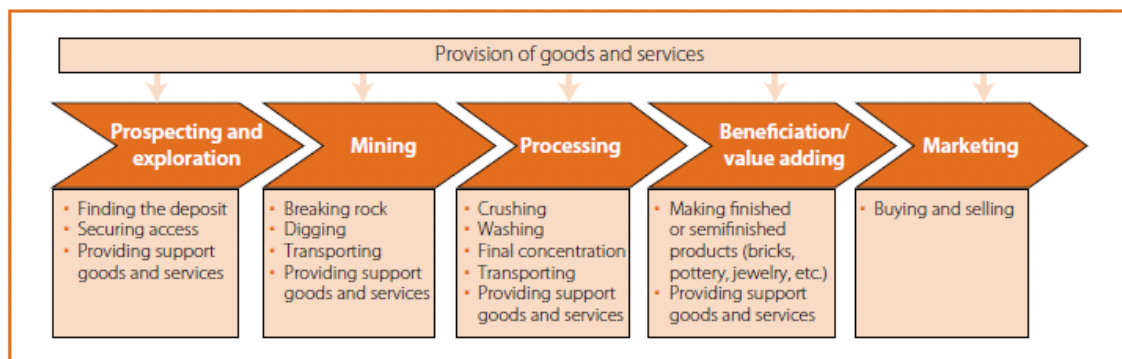 Provision of goods and services
Prospecting and
exploration
Mining
Processing
Beneficiation/
value adding
Marketing
▪ Finding the deposit
▪ Securing access
▪ Providing support
goods and services
▪ Breaking rock
▪ Digging
▪ Transporting
▪ Providing support
goods and services
▪ Crushing
▪ Washing
▪ Final concentration
▪ Transporting
▪ Providing support
goods and services
▪ Making finished
or semifinished
products (bricks,
pottery, jewelry, etc.)
▪ Providing support
goods and services
▪ Buying and selling